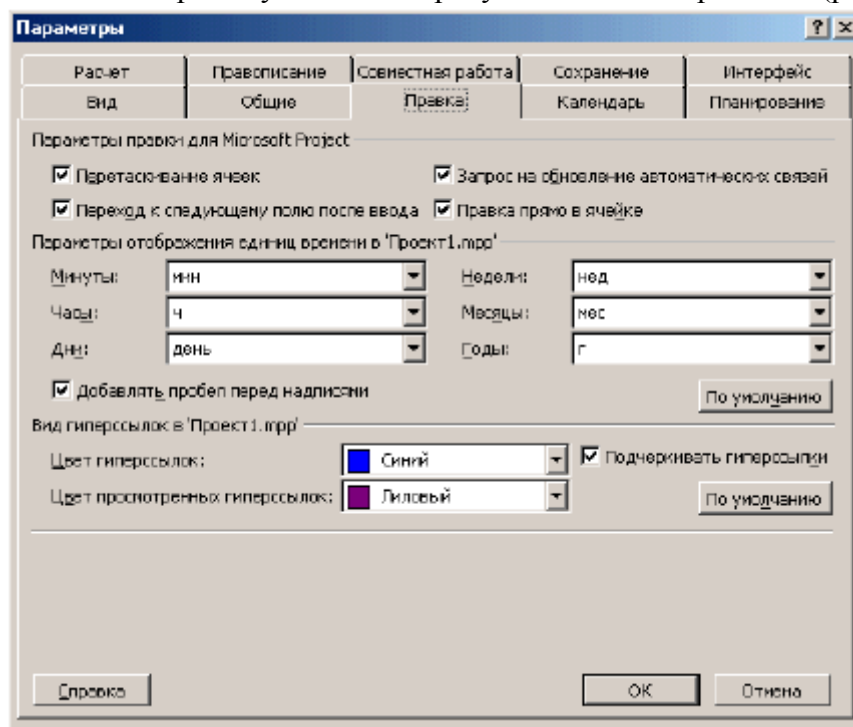 Параметры
Расчет Правописание Совместная работа Сохранение Интерфейс
Вид Общие Правка Календарь Планирование
Параметры правки для Microsoft Project
Перетаскивание ячеек Запрос на обновление автоматических связей
Переход к следующему полю после ввода Правка прямо в ячейке
Параметры отображения единиц времени в 'Проект1.mpp'
Минуты: мин Недели: нед
Часы: ч Месяцы: мес
Дни: день Годы: г
Добавлять пробел перед надписями По умолчанию
Вид гиперссылок в 'Проект1.mpp'
Цвет гиперссылок: Синий Подчеркивать гиперссылки
Цвет просмотренных гиперссылок: Лиловый По умолчанию
Справка ОК Отмена